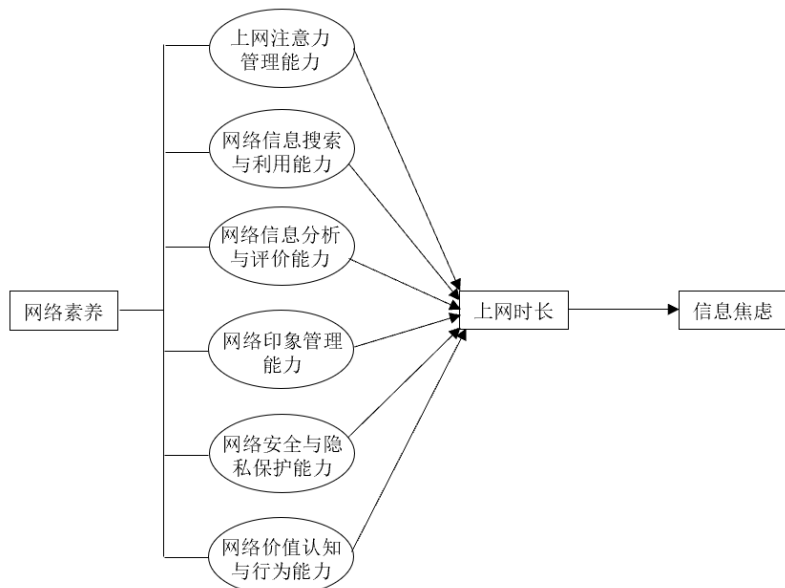 上网注意力
管理能力
网络信息搜索
与利用能力
网络信息分析
与评价能力
网络素养
上网时长
信息焦虑
网络印象管理
能力
网络安全与隐
私保护能力
网络价值认知
与行为能力